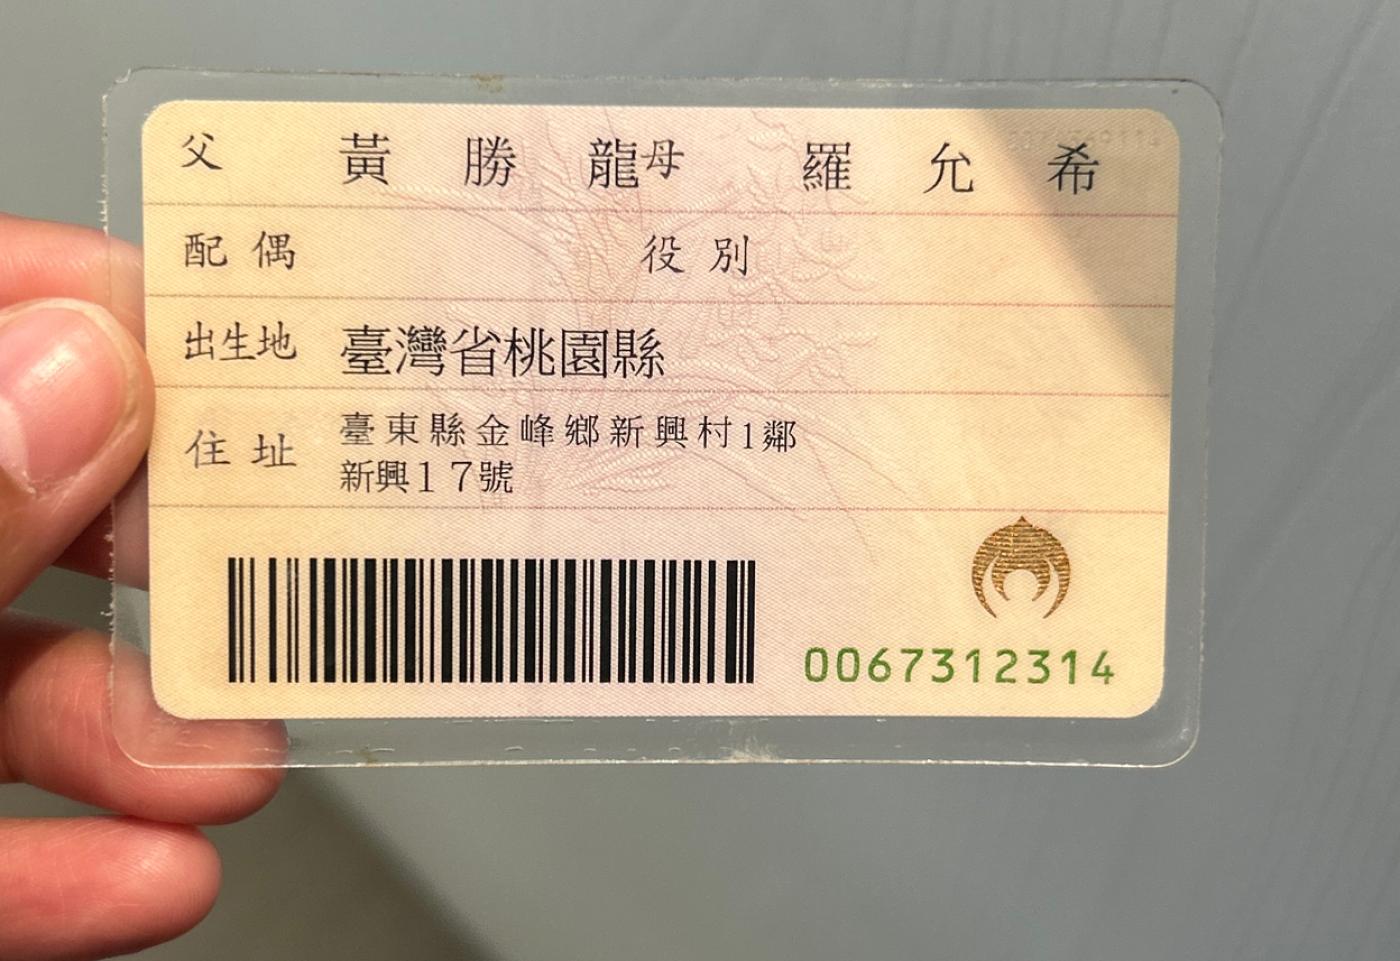 父 黃勝龍 母 羅允希
配偶 役別
出生地 臺灣省桃園縣
住址 臺東縣金峰鄉新興村1鄰
新興17號
0067312314